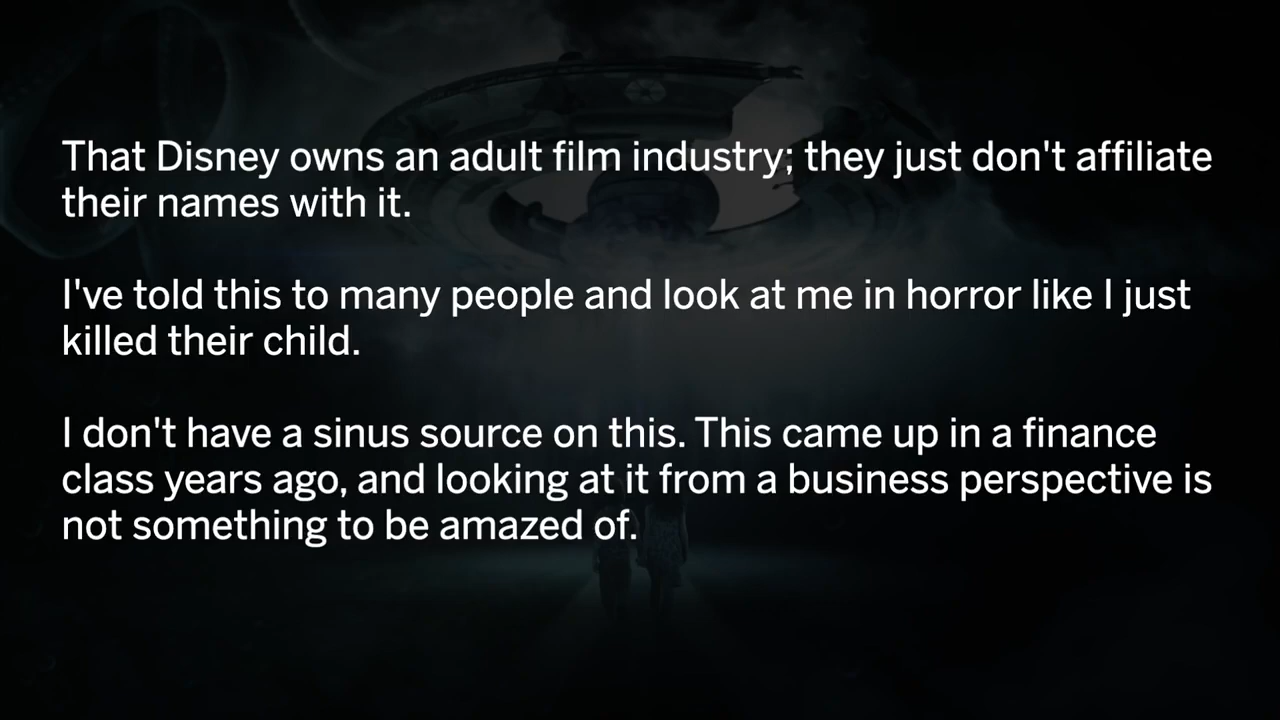 That Disney owns an adult film industry; they just don't affiliate
their names with it.
I've told this to many people and look at me in horror like I just
killed their child.
I don't have a sinus source on this. This came up in a finance
class years ago, and looking at it from a business perspective is
not something to be amazed of.